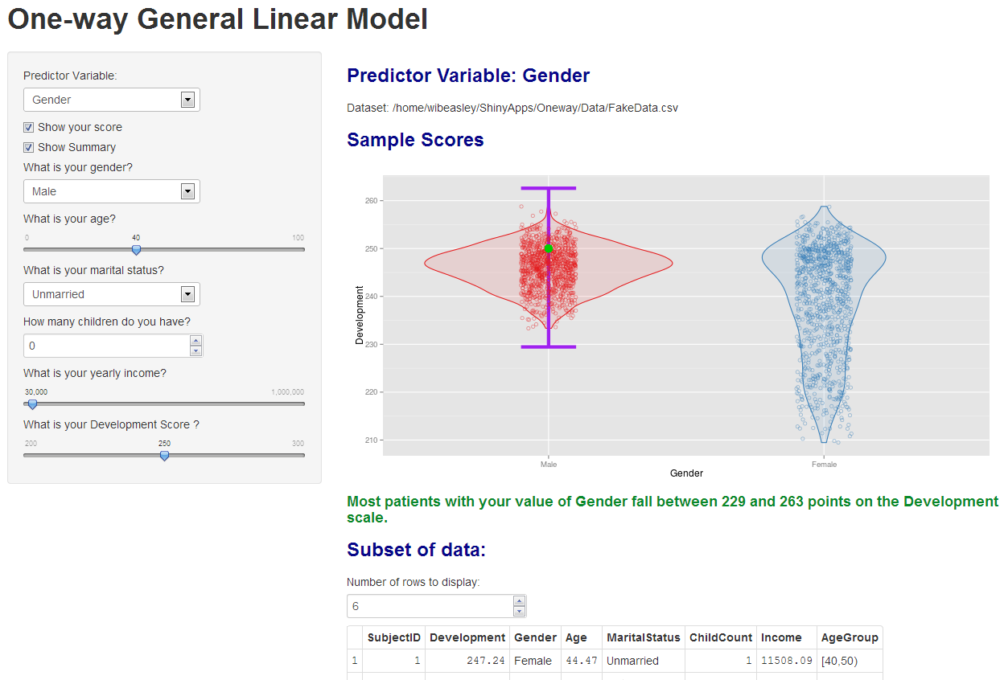 One-way General Linear Model
Predictor Variable:
Gender
Show your score
Show Summary
What is your gender?
Male
What is your age?
0 40 100
What is your marital status?
Unmarried
How many children do you have?
0
What is your yearly income?
30,000 1,000,000
What is your Development Score ?
200 250 300
Predictor Variable: Gender
Dataset: /home/wibeasley/ShinyApps/Oneway/Data/FakeData.csv
Sample Scores
Development
260
250
240
230
220
210
Male Female
Gender
Most patients with your value of Gender fall between 229 and 263 points on the Development
scale.
Subset of data:
Number of rows to display:
6
SubjectID Development Gender Age MaritalStatus ChildCount Income AgeGroup
1 1 247.24 Female 44.47 Unmarried 1 11508.09 [40,50)